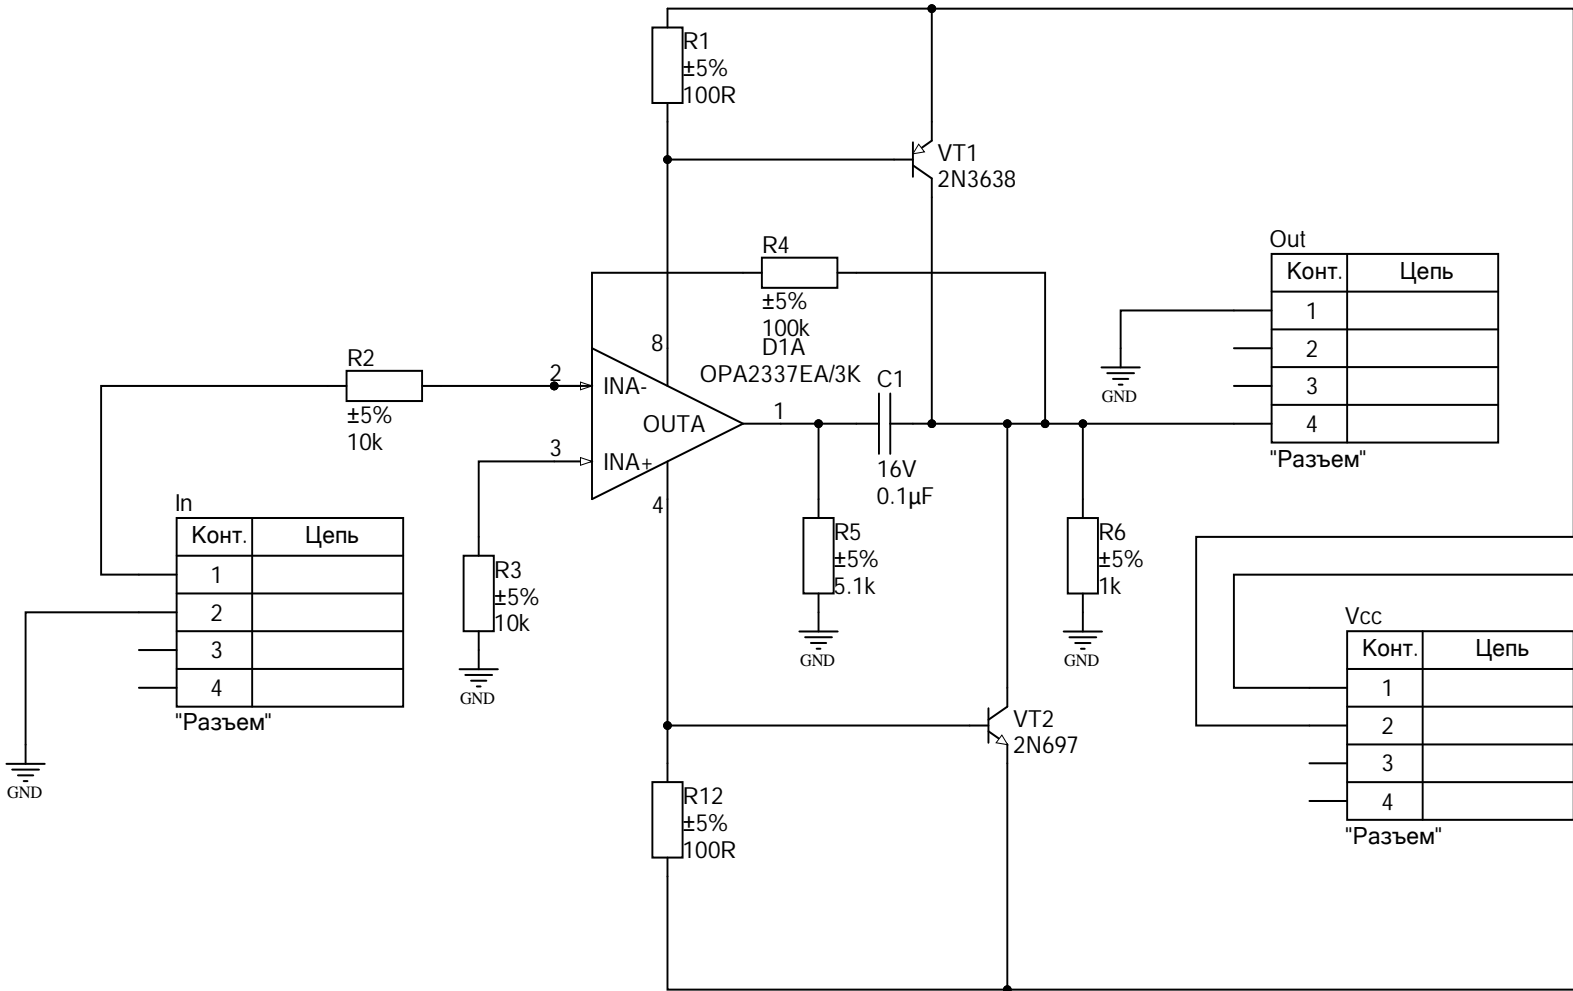 R1
±5%
100R
VT1
2N3638
R4
±5%
100k
D1A
OPA2337EA/3K
8
R2
±5%
10k
2
INA-
OUTA
1
3
INA+
4
C1
16V
0.1µF
Out
Конт. Цепь
1
2
3
4
"Разъем"
GND
In
Конт. Цепь
1
2
3
4
"Разъем"
GND
R3
±5%
10k
GND
R5
±5%
5.1k
GND
R6
±5%
1k
GND
Vcc
Конт. Цепь
1
2
3
4
"Разъем"
VT2
2N697
R12
±5%
100R